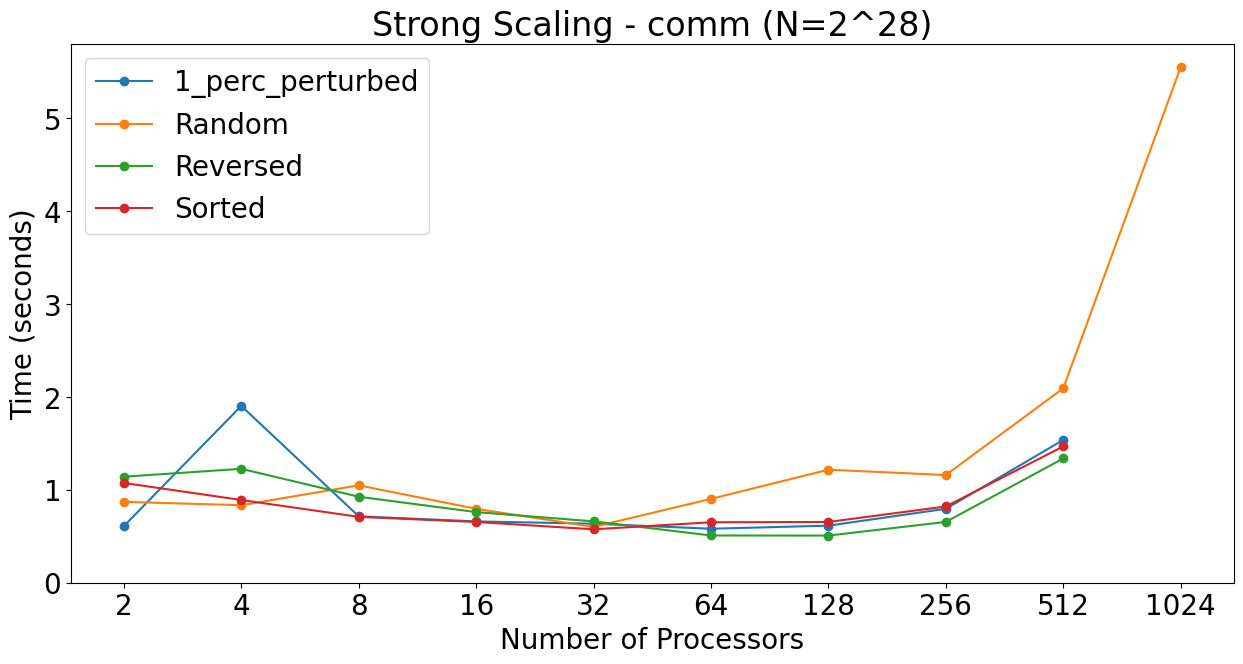 Strong Scaling - comm (N=2^28)
1_perc_perturbed
Random
Reversed
Sorted
Time (seconds)
5
4
3
2
1
0
2 4 8 16 32 64 128 256 512 1024
Number of Processors